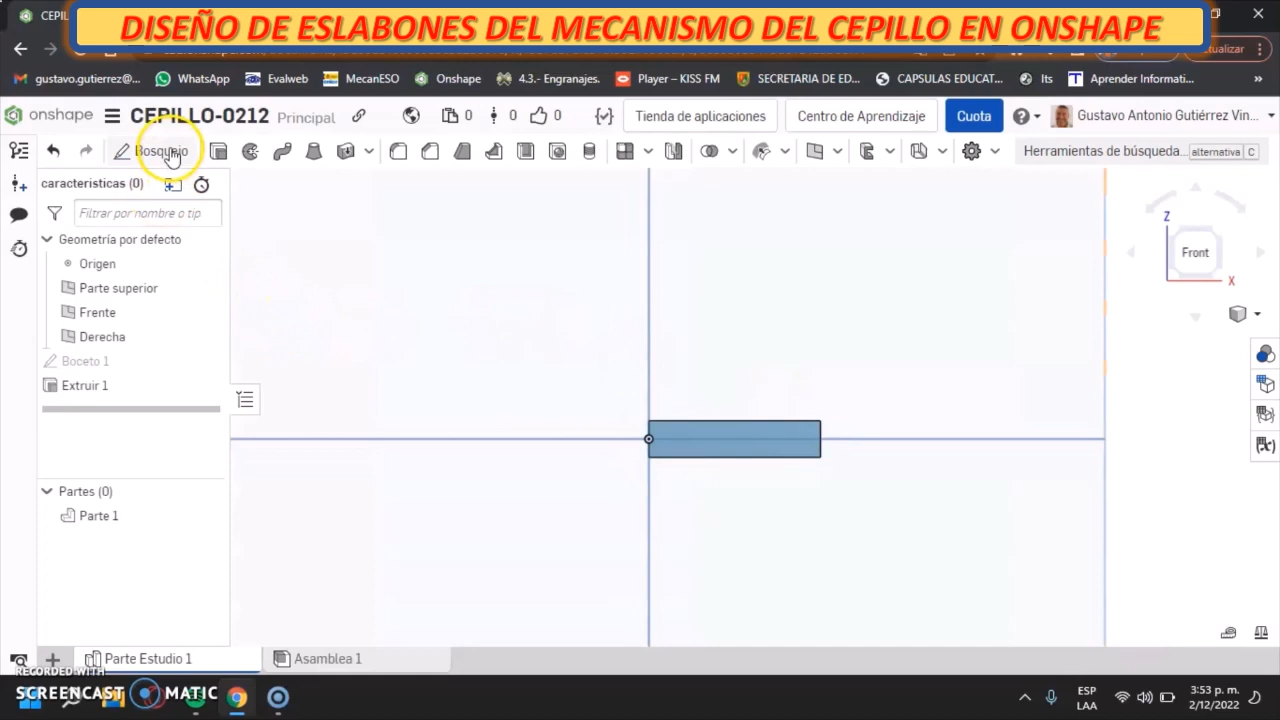 CEPIL
DISEÑO DE ESLABONES DEL MECANISMO DEL CEPILLO EN ONSHAPE
tualizar
gustavo.gutierrez@...
WhatsApp
Evalweb
MecanESO
Onshape
4.3.- Engranajes.
Player – KISS FM
SECRETARIA DE ED...
CAPSULAS EDUCAT...
Its
Aprender Informati...
»
onshape
CEPILLO-0212
Principal
0
0
0
Tienda de aplicaciones
Centro de Aprendizaje
Cuota
Gustavo Antonio Gutiérrez Vin...
Bosquejo
Herramientas de búsqueda...
alternativa C
características (0)
Filtrar por nombre o tip
Geometría por defecto
Origen
Parte superior
Frente
Derecha
Boceto 1
Extruir 1
Partes (0)
Parte 1
Z
Front
X
Parte Estudio 1
Asamblea 1
RECORDED WITH
SCREENCAST MATIC
ESP
LAA
3:53 p. m.
2/12/2022